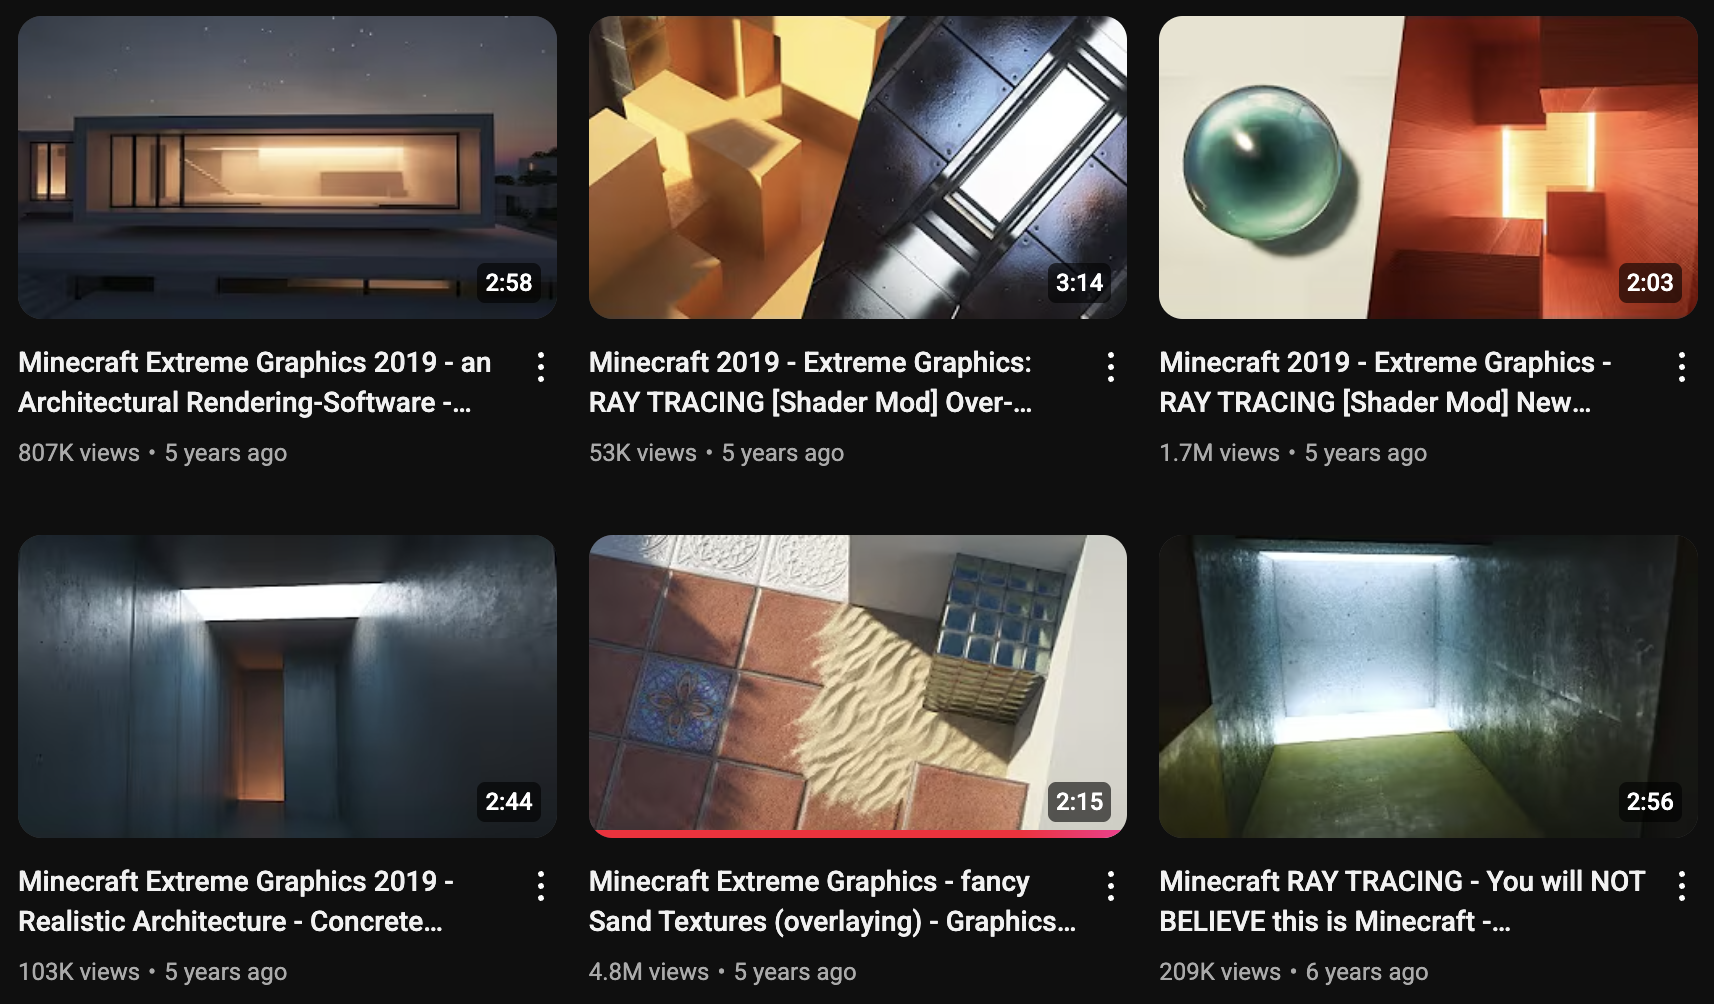 2:58
3:14
2:03
Minecraft Extreme Graphics 2019 - an
Architectural Rendering-Software -...
807K views • 5 years ago
Minecraft 2019 - Extreme Graphics:
RAY TRACING [Shader Mod] Over-...
53K views • 5 years ago
Minecraft 2019 - Extreme Graphics -
RAY TRACING [Shader Mod] New...
1.7M views • 5 years ago
2:44
2:15
2:56
Minecraft Extreme Graphics 2019 -
Realistic Architecture - Concrete...
103K views • 5 years ago
Minecraft Extreme Graphics - fancy
Sand Textures (overlaying) - Graphics...
4.8M views • 5 years ago
Minecraft RAY TRACING - You will NOT
BELIEVE this is Minecraft -...
209K views • 6 years ago